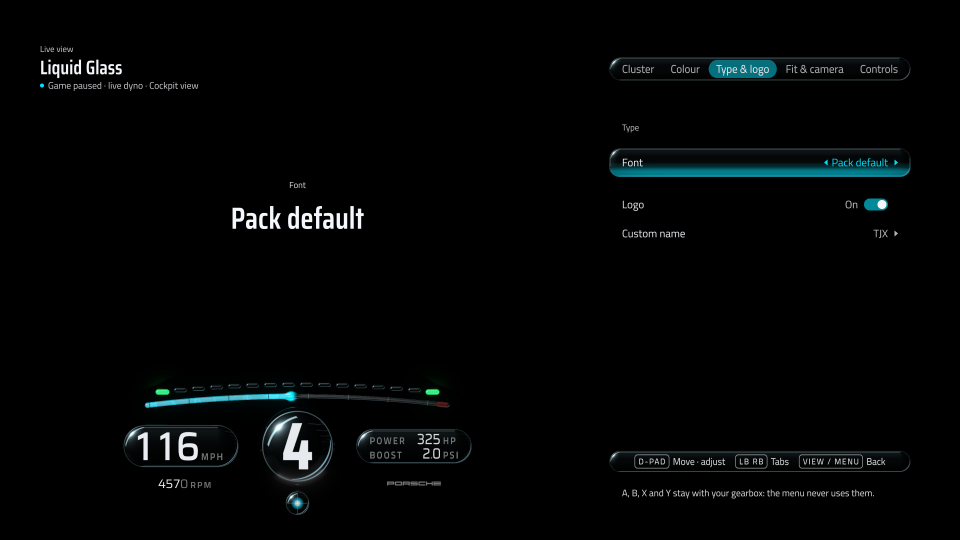 Live view
Liquid Glass
Game paused · live dyno · Cockpit view
Cluster Colour Type & logo Fit & camera Controls
Type
Font Pack default
Font
Pack default
Logo On
Custom name TJX
116 MPH
4570 RPM
4
POWER 325 HP
BOOST 2.0 PSI
PORSCHE
D-PAD Move · adjust LB RB Tabs VIEW / MENU Back
A, B, X and Y stay with your gearbox: the menu never uses them.